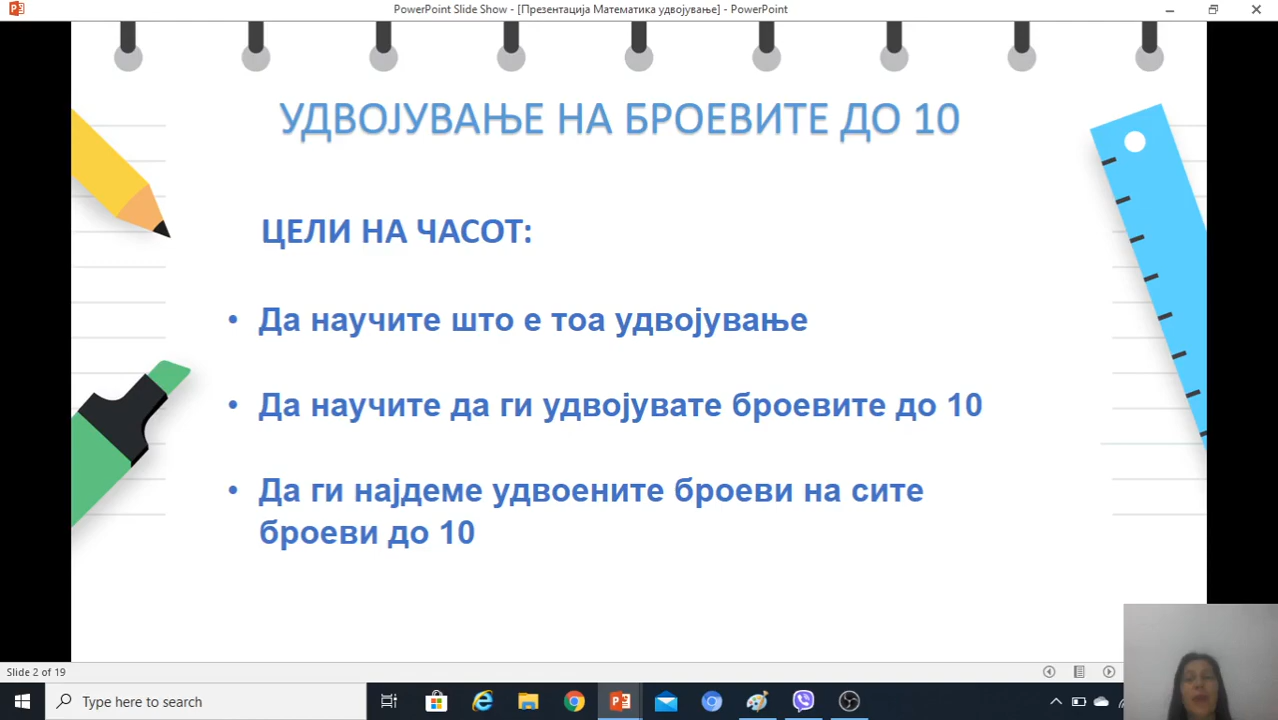 PowerPoint Slide Show - [Презентација Математика удвојување] - PowerPoint
УДВОЈУВАЊЕ НА БРОЕВИТЕ ДО 10
ЦЕЛИ НА ЧАСОТ:
• Да научите што е тоа удвојување
• Да научите да ги удвојувате броевите до 10
• Да ги најдеме удвоените броеви на сите
броеви до 10
Slide 2 of 19
Type here to search